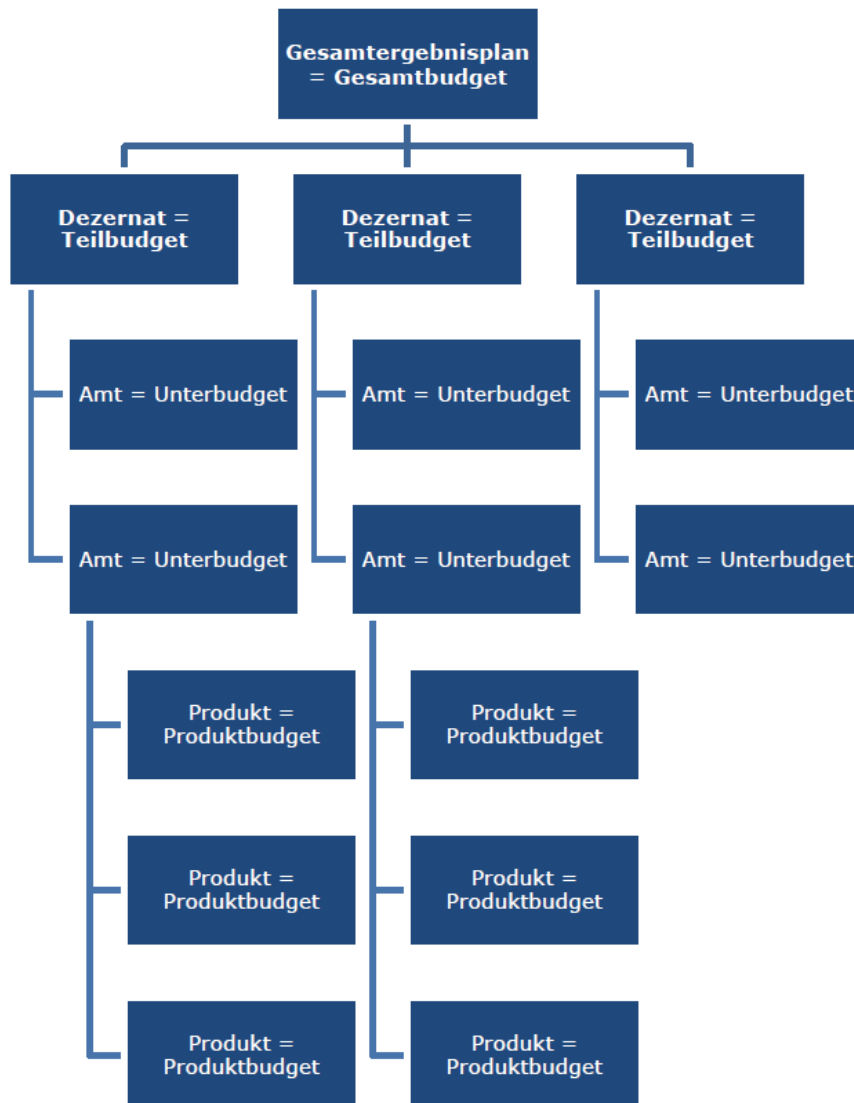 Gesamtergebnisplan
= Gesamtbudget
Dezernat =
Teilbudget
Dezernat =
Teilbudget
Dezernat =
Teilbudget
Amt = Unterbudget
Amt = Unterbudget
Amt = Unterbudget
Amt = Unterbudget
Amt = Unterbudget
Amt = Unterbudget
Produkt =
Produktbudget
Produkt =
Produktbudget
Produkt =
Produktbudget
Produkt =
Produktbudget
Produkt =
Produktbudget
Produkt =
Produktbudget